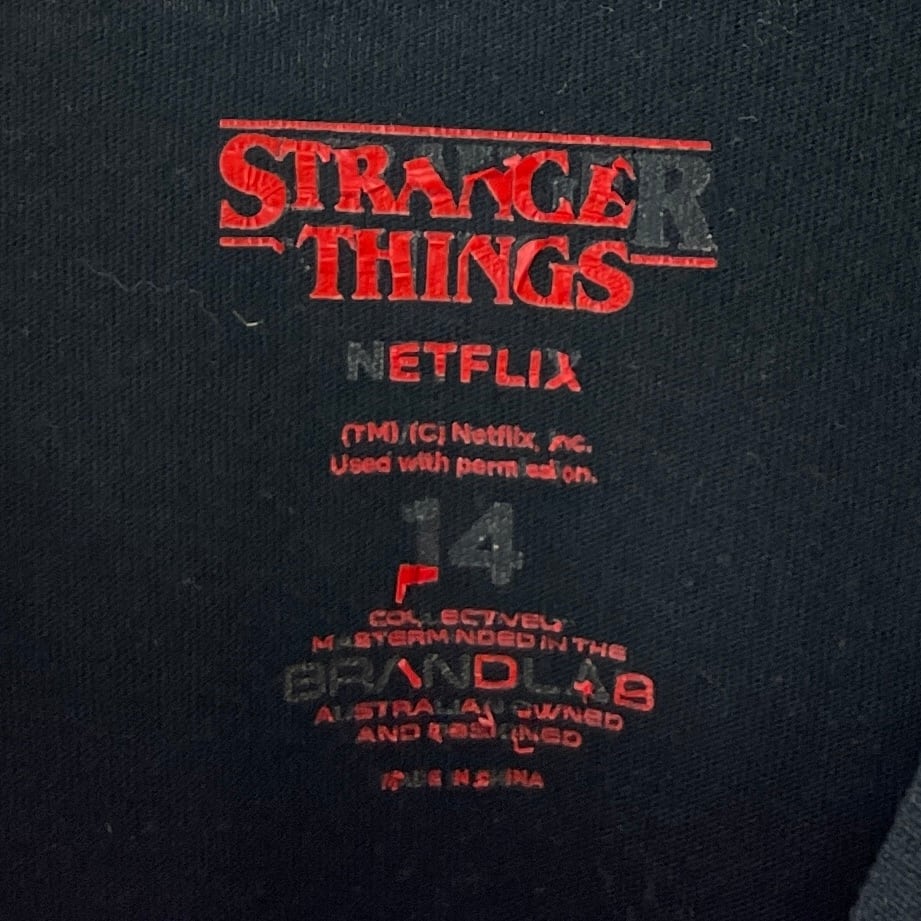 STRANGER
THINGS
NETFLIX
(TM) (C) Netflix, Inc.
Used with permission.
14
COLLECTIVELY
MASTERMINDED IN THE
BRANDLAB
AUSTRALIAN OWNED
AND DESIGNED
MADE IN CHINA